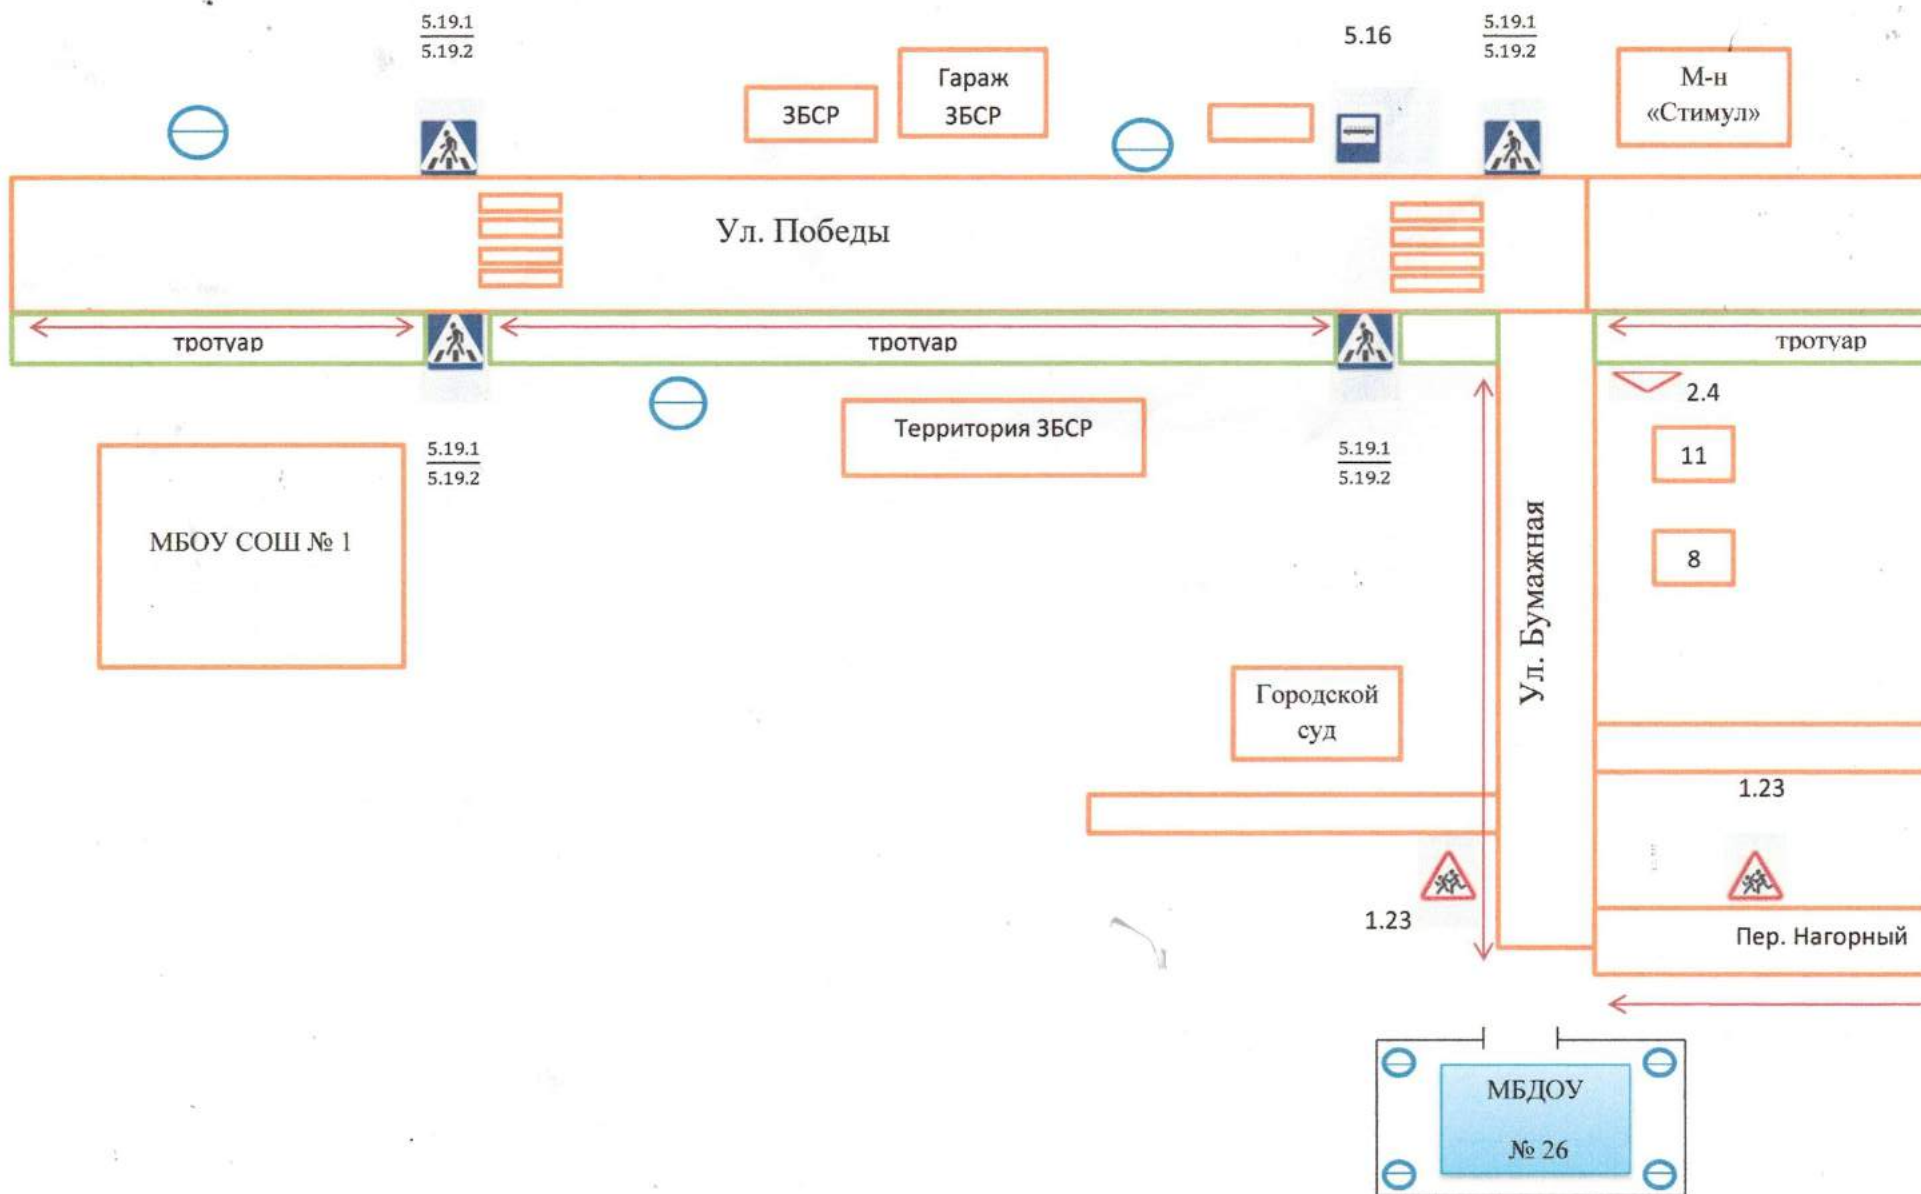 5.19.1
5.19.2
5.16
5.19.1
5.19.2
ЗБСР
Гараж
ЗБСР
М-н
«Стимул»
Ул. Победы
тротуар
тротуар
тротуар
2.4
5.19.1
5.19.2
Территория ЗБСР
5.19.1
5.19.2
11
8
МБОУ СОШ № 1
Ул. Бумажная
Городской
суд
1.23
1.23
Пер. Нагорный
МБДОУ
№ 26